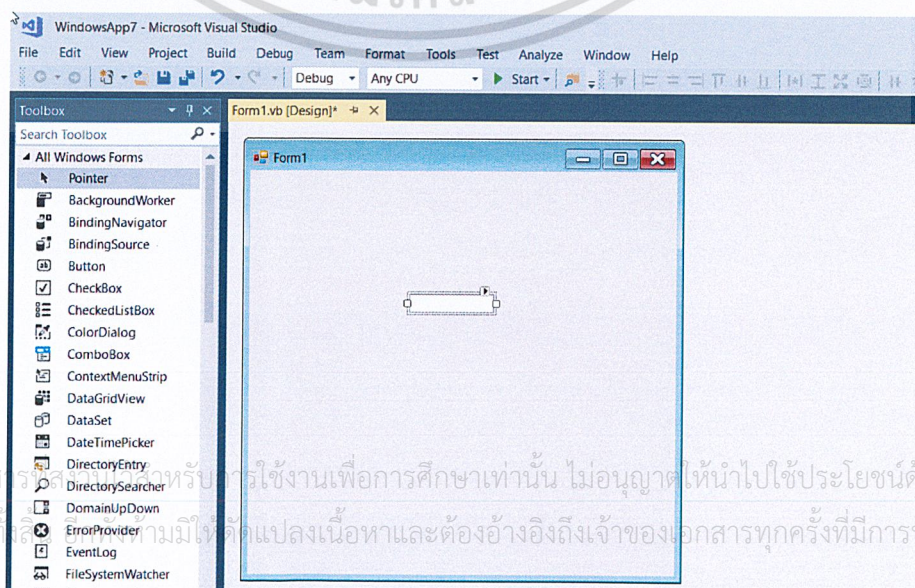 WindowsApp7 - Microsoft Visual Studio
File Edit View Project Build Debug Team Format Tools Test Analyze Window Help
Debug Any CPU Start
Toolbox
Form1.vb [Design]*
Search Toolbox
All Windows Forms
Form1
Pointer
BackgroundWorker
BindingNavigator
BindingSource
Button
CheckBox
CheckedListBox
ColorDialog
ComboBox
ContextMenuStrip
DataGridView
DataSet
DateTimePicker
DirectoryEntry
สำหรับการใช้งานเพื่อการศึกษาเท่านั้น ไม่อนุญาตให้นำไปใช้ประโยชน์
DirectorySearcher
DomainUpDown
ErrorProvider
อีกทั้งห้ามมิให้ดัดแปลงเนื้อหาและต้องอ้างอิงถึงเจ้าของเอกสารทุกครั้งที่มีการ
EventLog
FileSystemWatcher